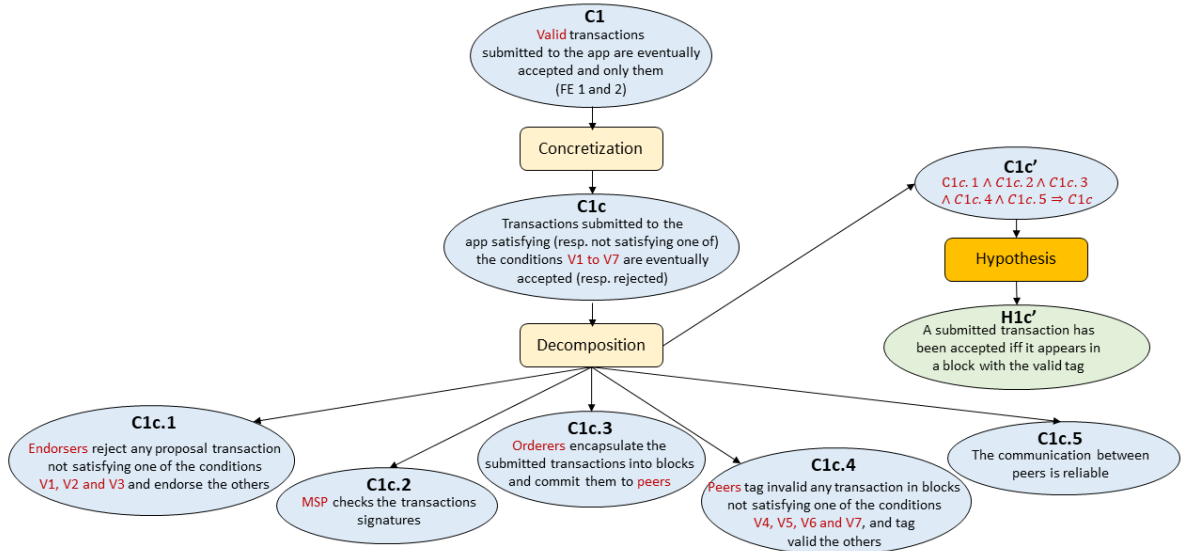 C1
Valid transactions
submitted to the app are eventually
accepted and only them
(FE 1 and 2)
Concretization
C1c
Transactions submitted to the
app satisfying (resp. not satisfying one of)
the conditions V1 to V7 are eventually
accepted (resp. rejected)
Decomposition
C1c’
C1c. 1 ∧ C1c. 2 ∧ C1c. 3
∧ C1c. 4 ∧ C1c. 5 ⇒ C1c
Hypothesis
H1c’
A submitted transaction has
been accepted iff it appears in
a block with the valid tag
C1c.1
Endorsers reject any proposal transaction
not satisfying one of the conditions
V1, V2 and V3 and endorse the others
C1c.2
MSP checks the transactions
signatures
C1c.3
Orderers encapsulate the
submitted transactions into blocks
and commit them to peers
C1c.4
Peers tag invalid any transaction in blocks
not satisfying one of the conditions
V4, V5, V6 and V7, and tag
valid the others
C1c.5
The communication between
peers is reliable